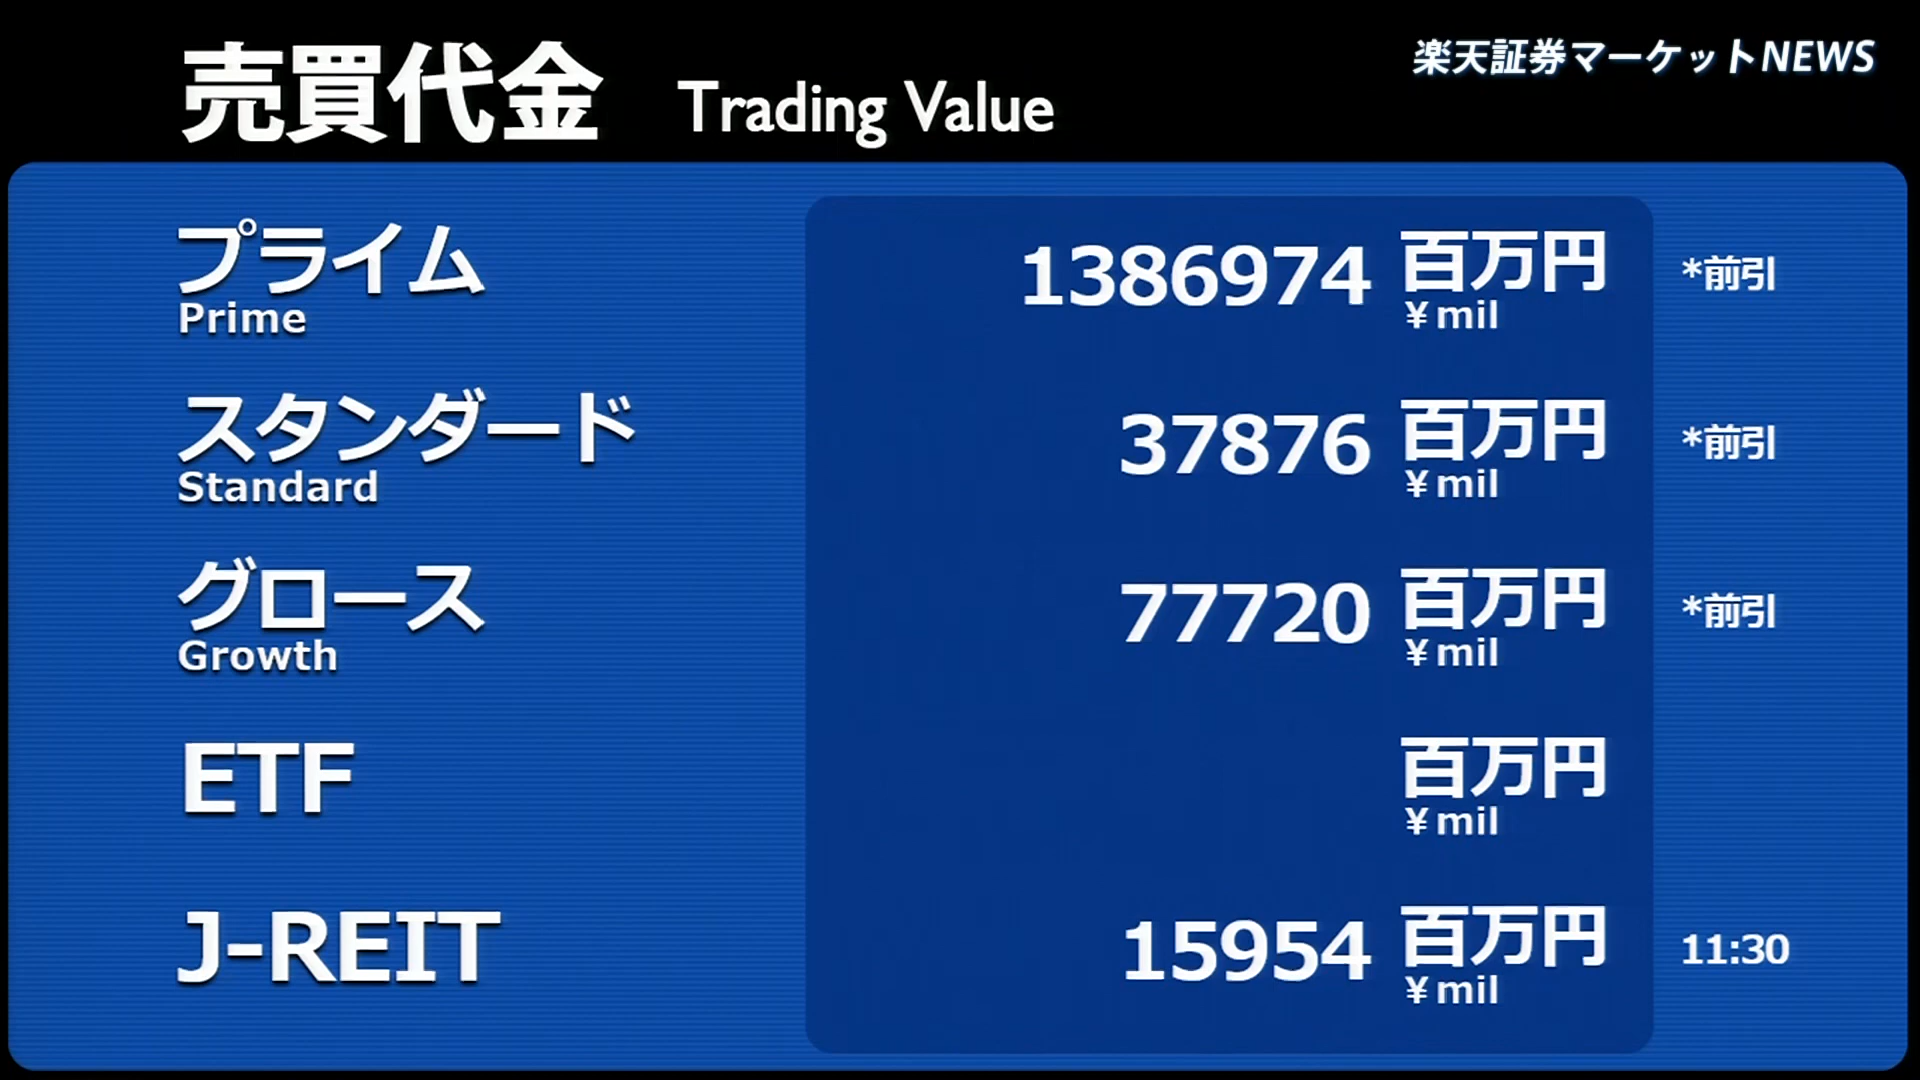 売買代金 Trading Value
楽天証券マーケットNEWS
プライム 1386974 百万円 *前引
Prime ¥mil
スタンダード 37876 百万円 *前引
Standard ¥mil
グロース 77720 百万円 *前引
Growth ¥mil
ETF 百万円
¥mil
J-REIT 15954 百万円 11:30
¥mil